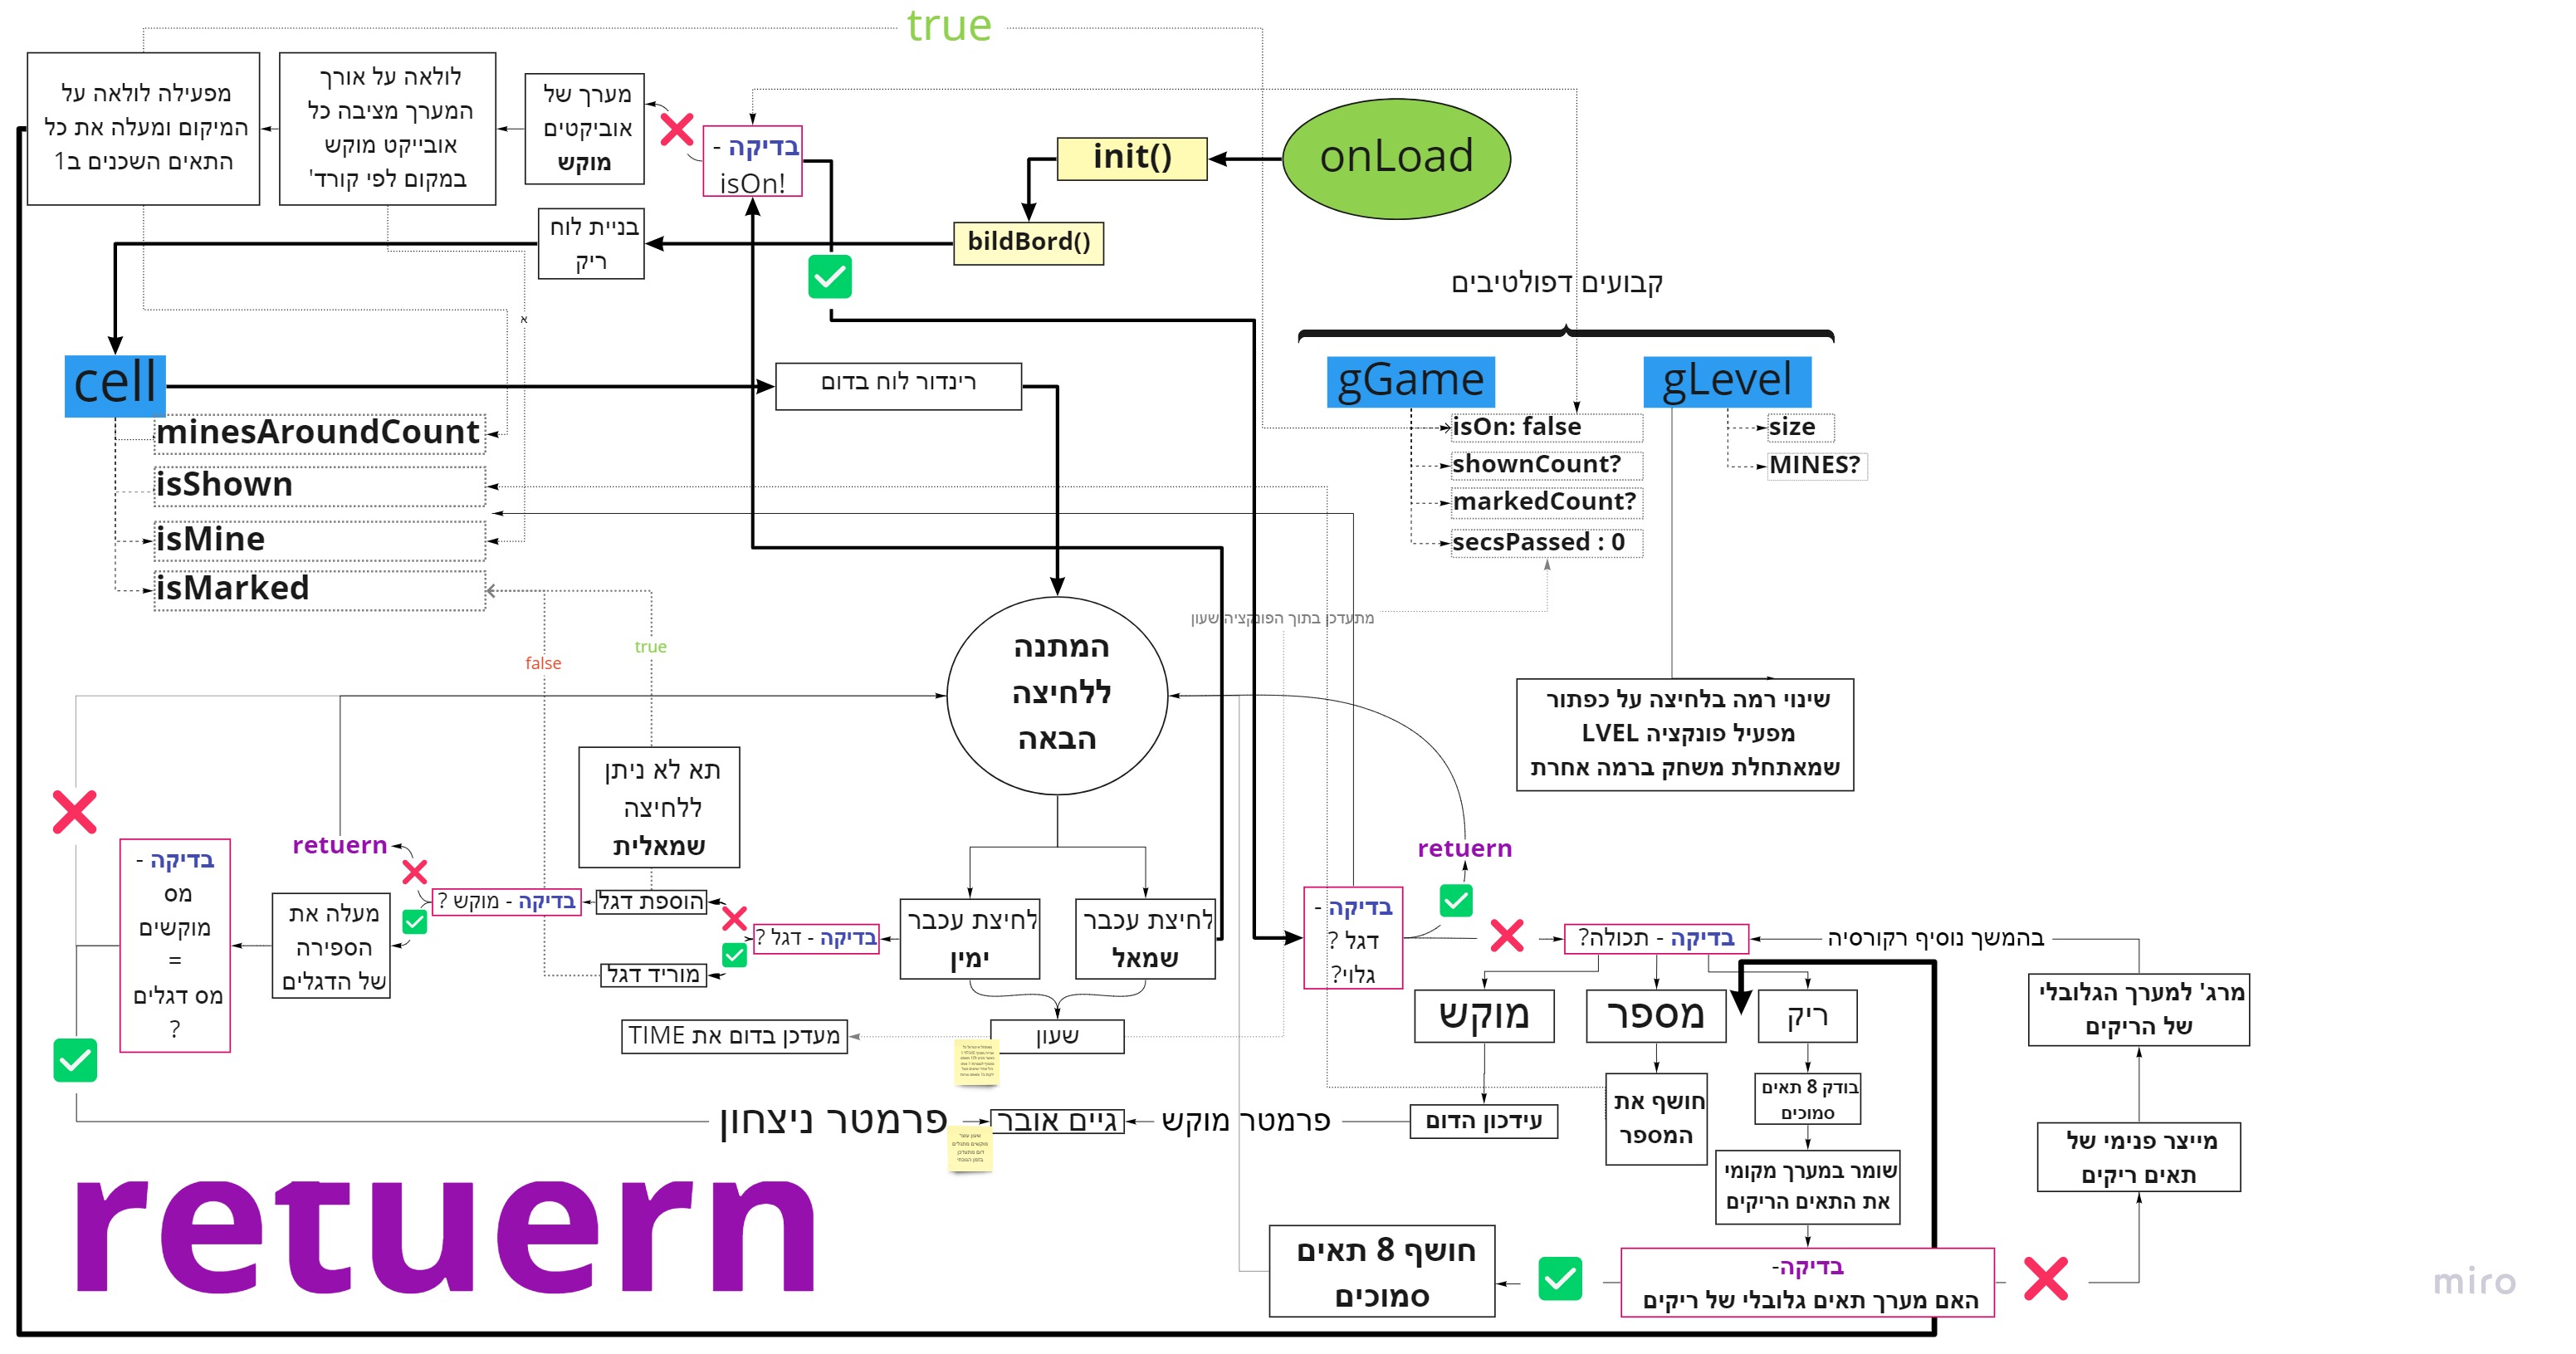 true
מפעילה לולאה על
המיקום ומעלה את כל
התאים השכנים ב1
לולאה על אורך
המערך מציבה כל
אובייקט מוקש
במקום לפי קורד'
מערך של
אוביקטים
מוקש
בדיקה -
isOn!
init()
onLoad
בניית לוח
ריק
bildBord()
קבועים דפולטיבים
א
cell
minesAroundCount
isShown
isMine
isMarked
רינדור לוח בדום
gGame
isOn: false
shownCount?
markedCount?
secsPassed : 0
gLevel
size
MINES?
מתעדכן בתוך הפונקציה שעון
true
false
המתנה
ללחיצה
הבאה
שינוי רמה בלחיצה על כפתור
מפעיל פונקציה LVEL
שמאתחלת משחק ברמה אחרת
תא לא ניתן
ללחיצה
שמאלית
retuern
retuern
בדיקה -
מס
מוקשים
=
מס דגלים
?
מעלה את
הספירה
של הדגלים
בדיקה - מוקש ?
הוספת דגל
מוריד דגל
בדיקה - דגל ?
לחיצת עכבר
ימין
לחיצת עכבר
שמאל
בדיקה -
דגל ?
גלוי?
בדיקה - תכולה?
בהמשך נוסיף רקורסיה
מוקש
מספר
ריק
מרג' למערך הגלובלי
של הריקים
שעון
מעדכן בדום את TIME
בודק 8 תאים
סמוכים
חושף את
המספר
עידכון הדום
פרמטר מוקש
גיים אובר
פרמטר ניצחון
שומר במערך מקומי
את התאים הריקים
מייצר פנימי של
תאים ריקים
חושף 8 תאים
סמוכים
בדיקה-
האם מערך תאים גלובלי של ריקים
retuern
miro